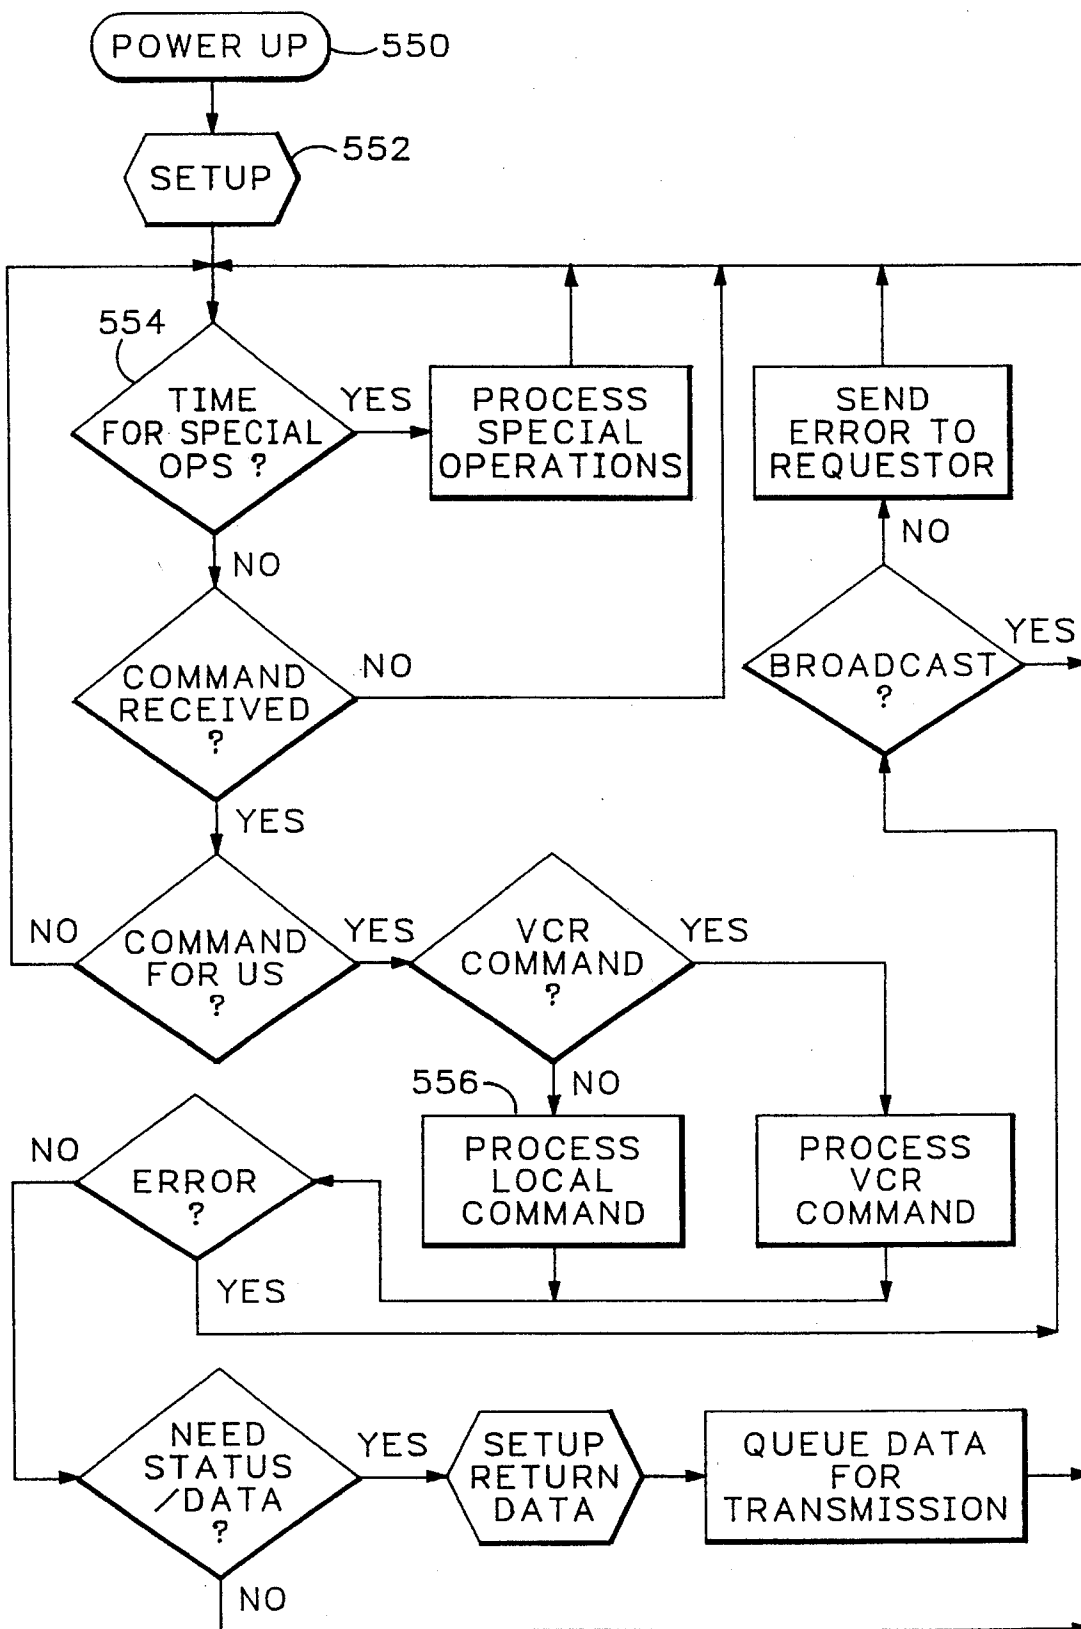 POWER UP
550
SETUP
552
554
TIME
FOR SPECIAL
OPS ?
YES
PROCESS
SPECIAL
OPERATIONS
SEND
ERROR TO
REQUESTOR
NO
NO
COMMAND
RECEIVED
?
NO
BROADCAST
?
YES
YES
NO
COMMAND
FOR US
?
YES
VCR
COMMAND
?
YES
NO
556
PROCESS
LOCAL
COMMAND
PROCESS
VCR
COMMAND
NO
ERROR
?
YES
NEED
STATUS
/DATA
?
YES
SETUP
RETURN
DATA
QUEUE DATA
FOR
TRANSMISSION
NO